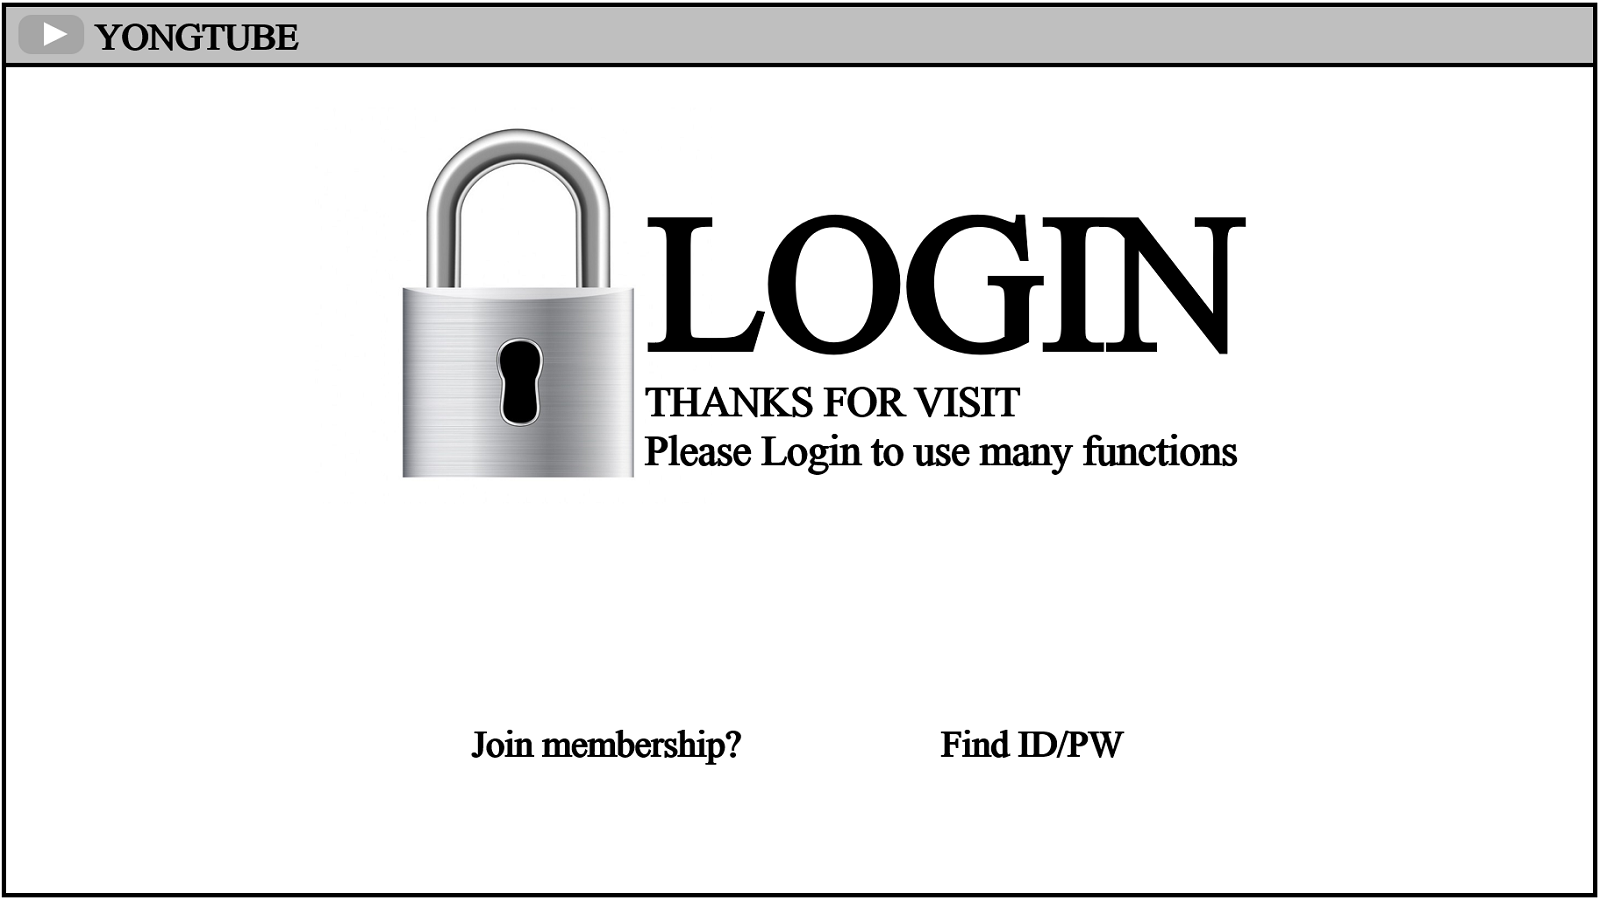 YONGTUBE
LOGIN
THANKS FOR VISIT
Please Login to use many functions
Join membership?
Find ID/PW